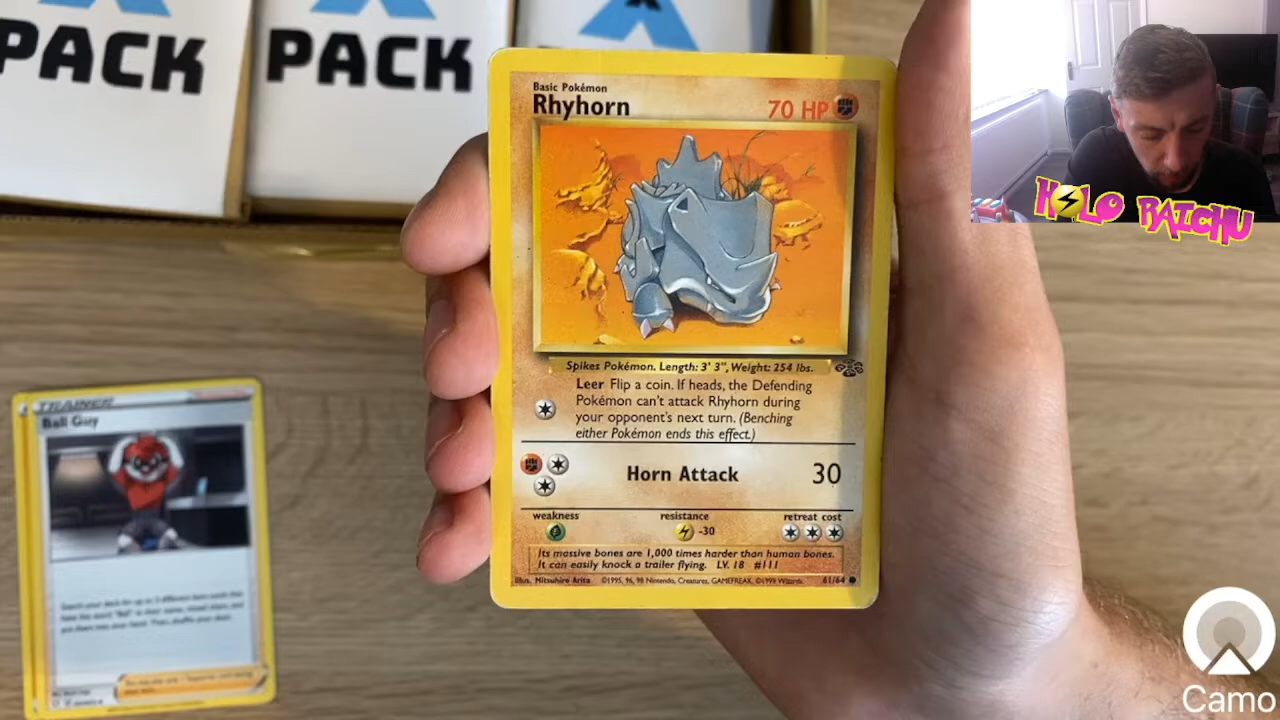 PACK
PACK
Basic Pokémon
Rhyhorn
70 HP
HOLO RAICHU
Spikes Pokémon. Length: 3' 3", Weight: 254 lbs.
Leer Flip a coin. If heads, the Defending
Pokémon can't attack Rhyhorn during
your opponent's next turn. (Benching
either Pokémon ends this effect.)
Horn Attack 30
weakness resistance retreat cost
-30
Its massive bones are 1,000 times harder than human bones.
It can easily knock a trailer flying. LV. 18 #111
Illus. Mitsuhiro Arita ©1995, 96, 98 Nintendo, Creatures, GAMEFREAK. ©1999 Wizards. 61/64
TRAINER
Ball Guy
Camo